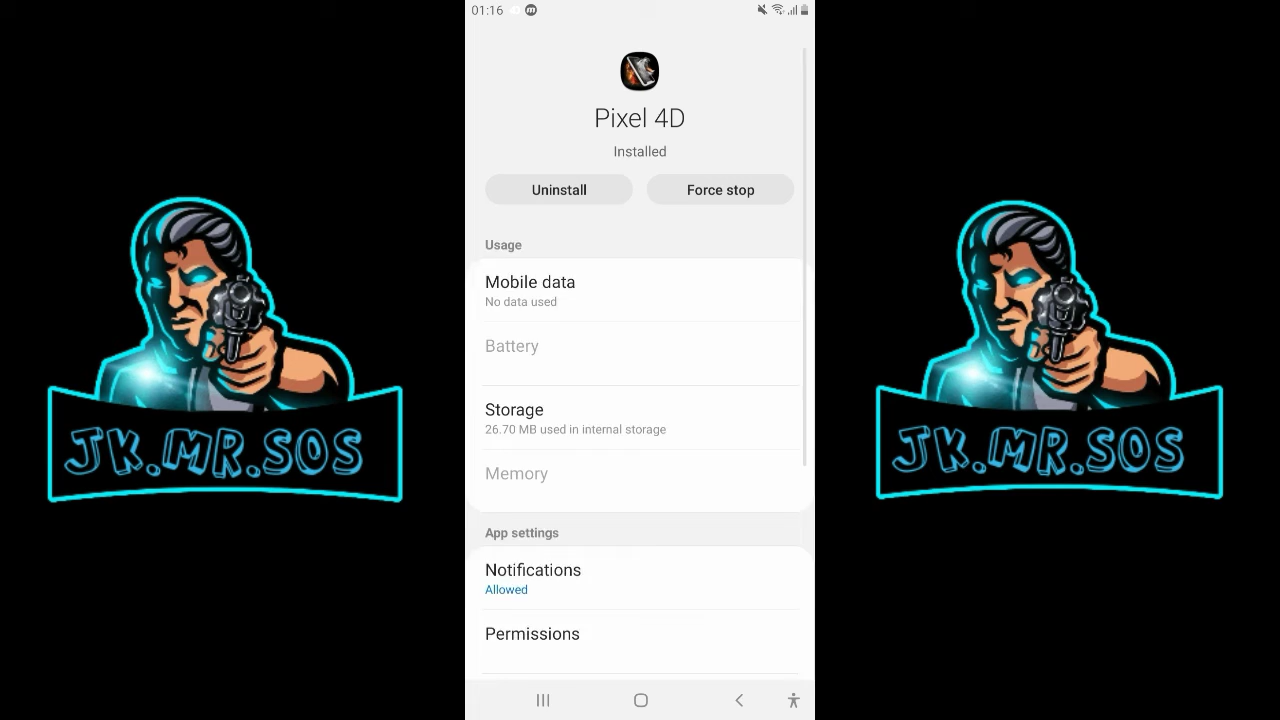 01:16
Pixel 4D
Installed
Uninstall
Force stop
Usage
Mobile data
No data used
Battery
Storage
26.70 MB used in internal storage
Memory
App settings
Notifications
Allowed
Permissions
JK.MR.SOS
JK.MR.SOS